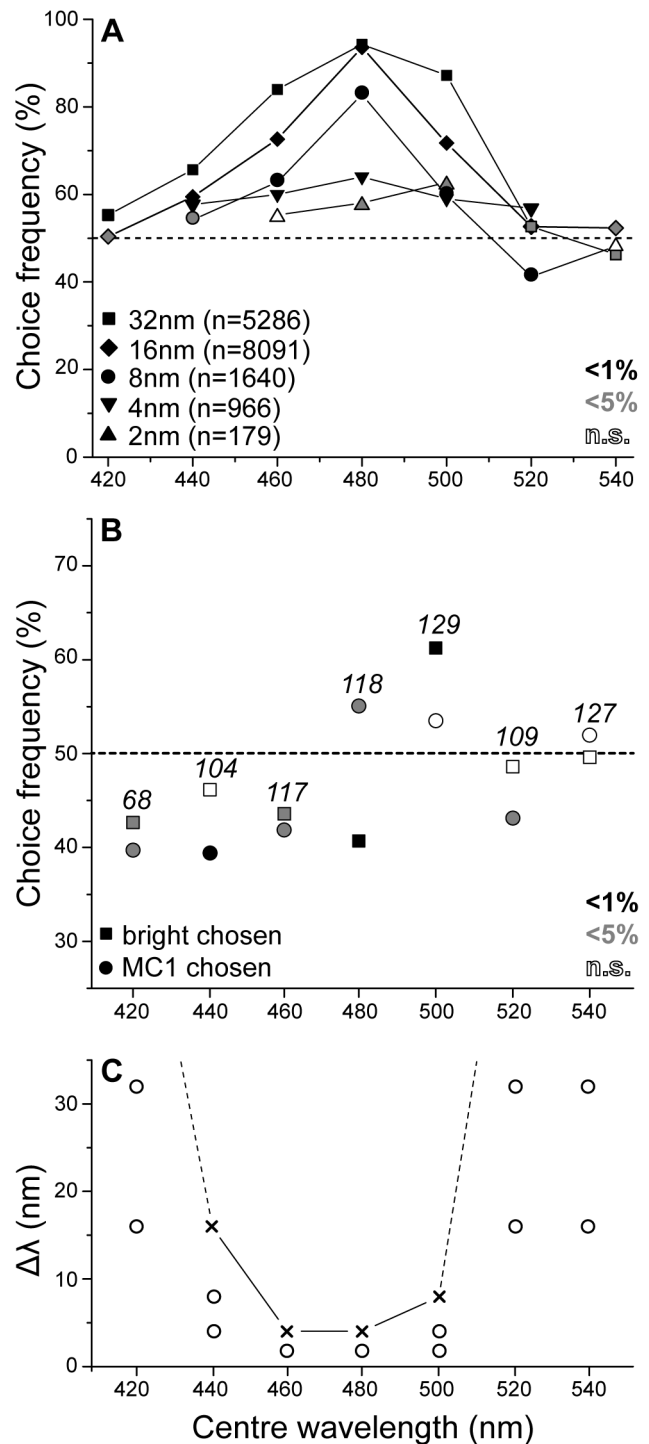 A
Choice frequency (%)
100
80
60
40
20
0
32nm (n=5286)
16nm (n=8091)
8nm (n=1640)
4nm (n=966)
2nm (n=179)
<1%
<5%
n.s.
420 440 460 480 500 520 540
B
Choice frequency (%)
70
60
50
40
30
68
104
117
118
129
109
127
bright chosen
MC1 chosen
<1%
<5%
n.s.
420 440 460 480 500 520 540
C
Δλ (nm)
30
20
10
0
420 440 460 480 500 520 540
Centre wavelength (nm)